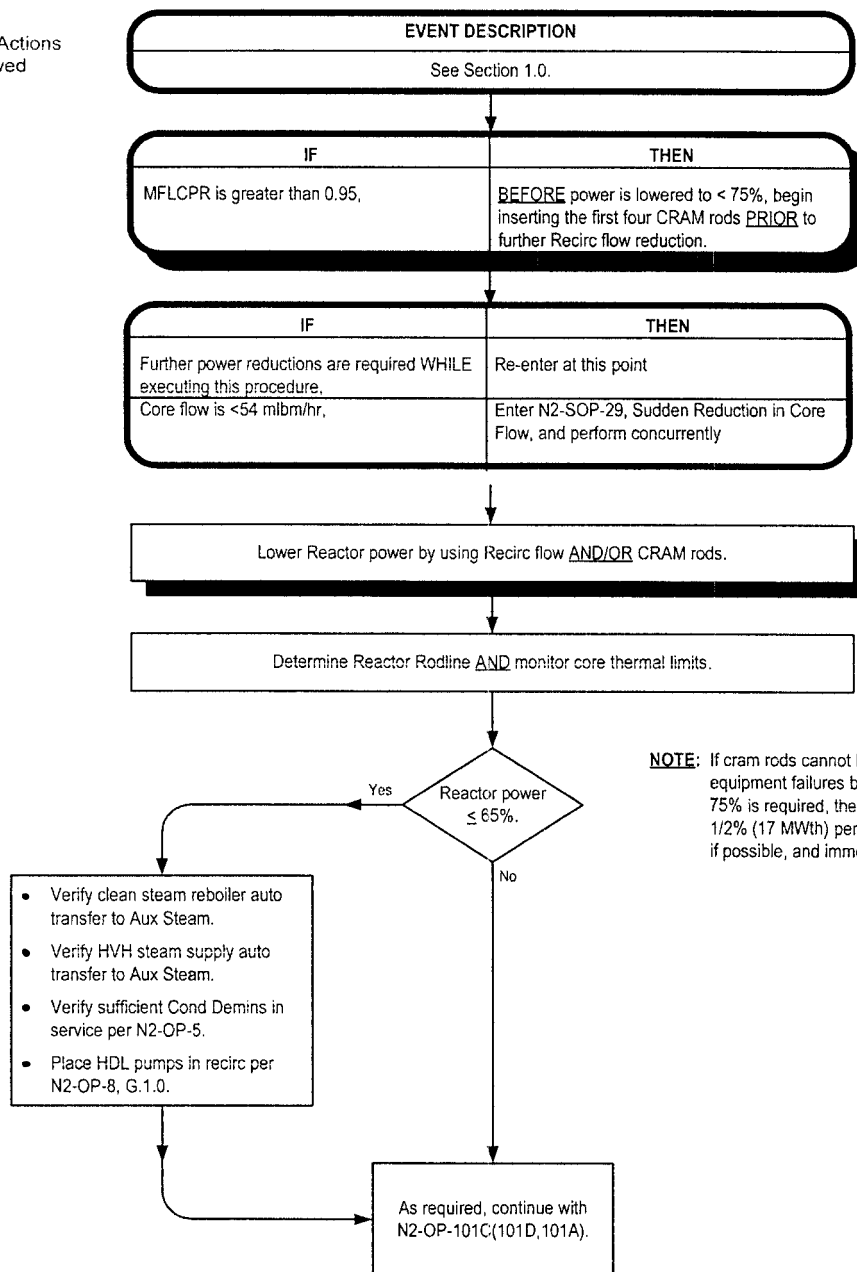 Actions
EVENT DESCRIPTION
See Section 1.0.
IF
THEN
MFLCPR is greater than 0.95,
BEFORE power is lowered to < 75%, begin
inserting the first four CRAM rods PRIOR to
further Recirc flow reduction.
IF
THEN
Further power reductions are required WHILE
executing this procedure,
Re-enter at this point
Core flow is <54 mlbm/hr,
Enter N2-SOP-29, Sudden Reduction in Core
Flow, and perform concurrently
Lower Reactor power by using Recirc flow AND/OR CRAM rods.
Determine Reactor Rodline AND monitor core thermal limits.
Reactor power
≤ 65%.
Yes
No
NOTE: If cram rods cannot
equipment failures
75% is required, the
1/2% (17 MWth) per
if possible, and
• Verify clean steam reboiler auto
transfer to Aux Steam.
• Verify HVH steam supply auto
transfer to Aux Steam.
• Verify sufficient Cond Demins in
service per N2-OP-5.
• Place HDL pumps in recirc per
N2-OP-8, G.1.0.
As required, continue with
N2-OP-101C(101D,101A).